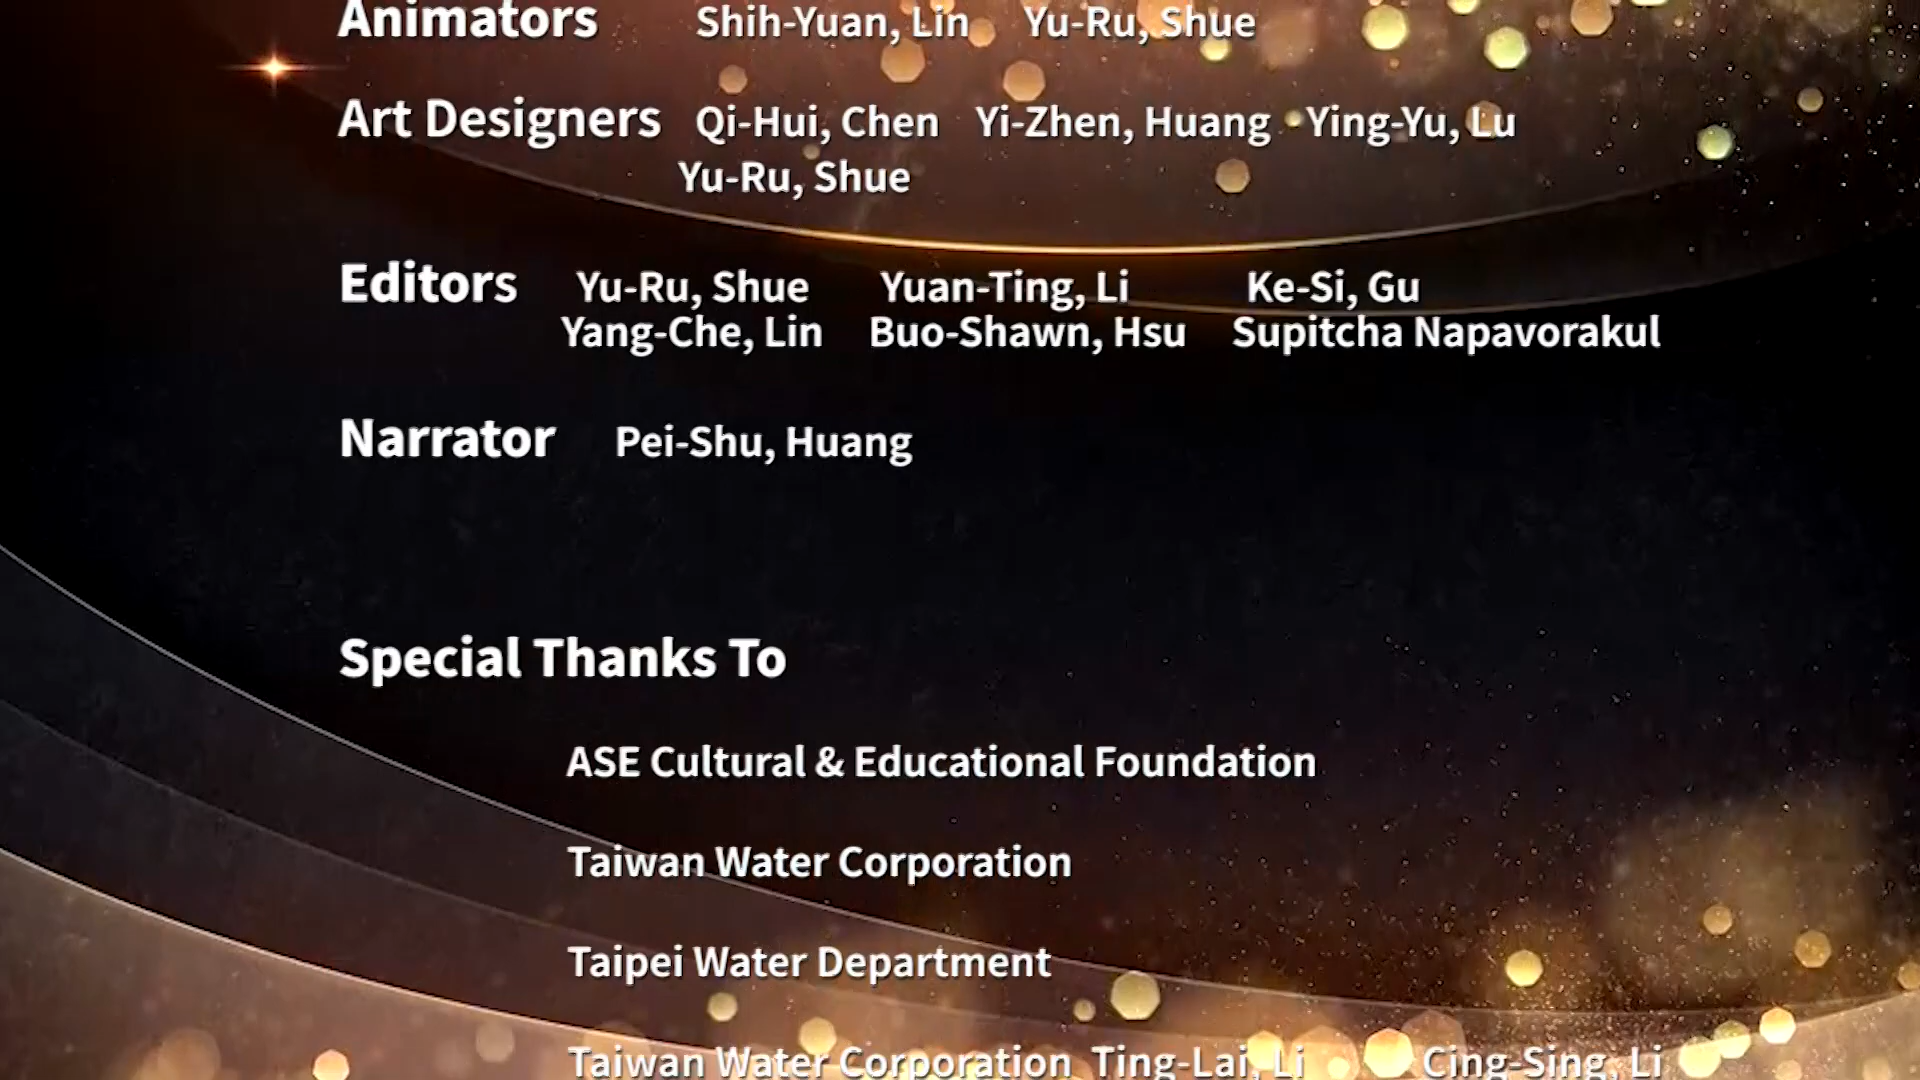 Animators Shih-Yuan, Lin Yu-Ru, Shue
Art Designers Qi-Hui, Chen Yi-Zhen, Huang Ying-Yu, Lu
Yu-Ru, Shue
Editors Yu-Ru, Shue Yuan-Ting, Li Ke-Si, Gu
Yang-Che, Lin Buo-Shawn, Hsu Supitcha Napavorakul
Narrator Pei-Shu, Huang
Special Thanks To
ASE Cultural & Educational Foundation
Taiwan Water Corporation
Taipei Water Department
Taiwan Water Corporation Ting-Lai, Li Cing-Sing, Li